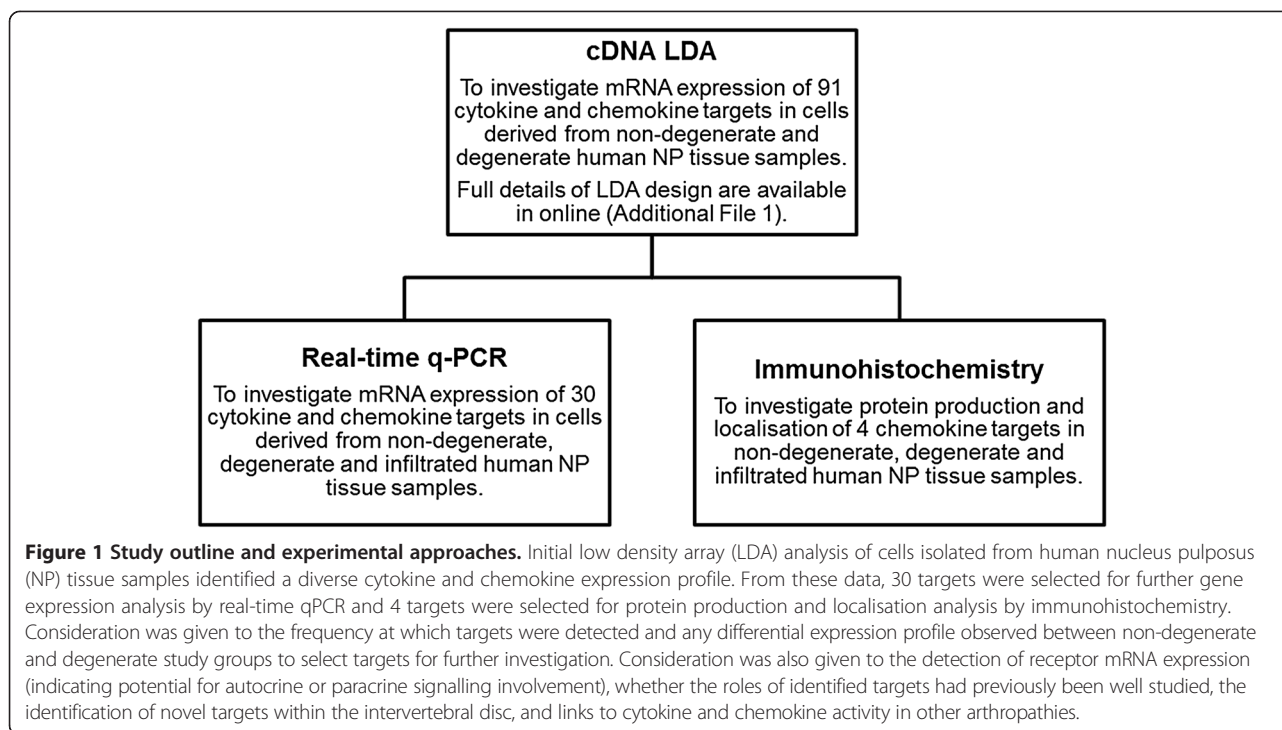 cDNA LDA
To investigate mRNA expression of 91
cytokine and chemokine targets in cells
derived from non-degenerate and
degenerate human NP tissue samples.
Full details of LDA design are available
in online (Additional File 1).
Real-time q-PCR
To investigate mRNA expression of 30
cytokine and chemokine targets in cells
derived from non-degenerate,
degenerate and infiltrated human NP
tissue samples.
Immunohistochemistry
To investigate protein production and
localisation of 4 chemokine targets in
non-degenerate, degenerate and
infiltrated human NP tissue samples.
Figure 1 Study outline and experimental approaches. Initial low density array (LDA) analysis of cells isolated from human nucleus pulposus
(NP) tissue samples identified a diverse cytokine and chemokine expression profile. From these data, 30 targets were selected for further gene
expression analysis by real-time qPCR and 4 targets were selected for protein production and localisation analysis by immunohistochemistry.
Consideration was given to the frequency at which targets were detected and any differential expression profile observed between non-degenerate
and degenerate study groups to select targets for further investigation. Consideration was also given to the detection of receptor mRNA expression
(indicating potential for autocrine or paracrine signalling involvement), whether the roles of identified targets had previously been well studied, the
identification of novel targets within the intervertebral disc, and links to cytokine and chemokine activity in other arthropathies.